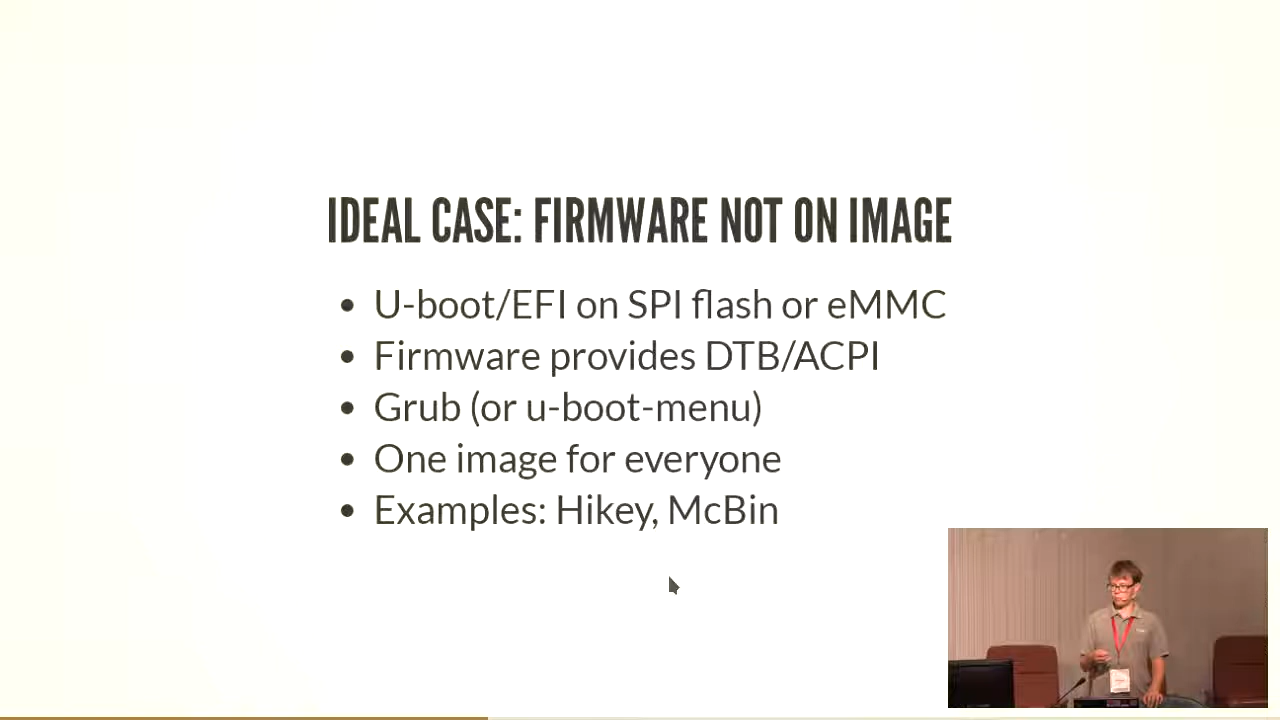 IDEAL CASE: FIRMWARE NOT ON IMAGE
• U-boot/EFI on SPI flash or eMMC
• Firmware provides DTB/ACPI
• Grub (or u-boot-menu)
• One image for everyone
• Examples: Hikey, McBin